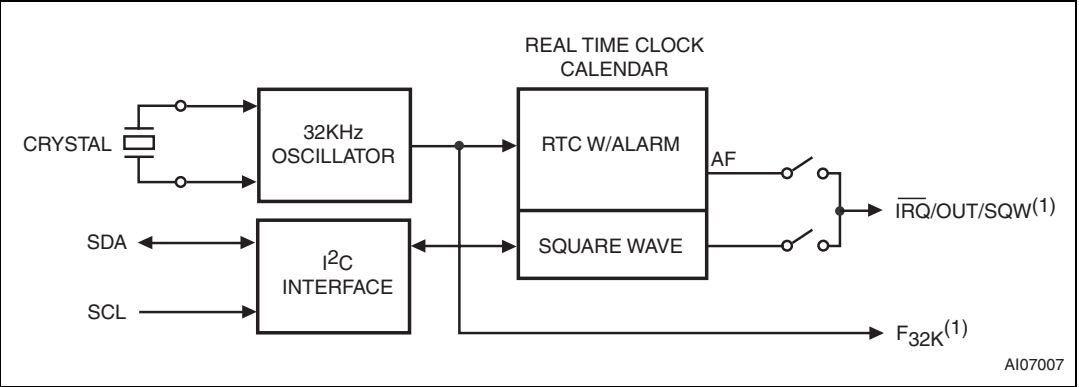 REAL TIME CLOCK
CALENDAR
CRYSTAL
32KHz
OSCILLATOR
RTC W/ALARM
AF
IRQ/OUT/SQW(1)
SDA
SCL
I2C
INTERFACE
SQUARE WAVE
F32K(1)
AI07007